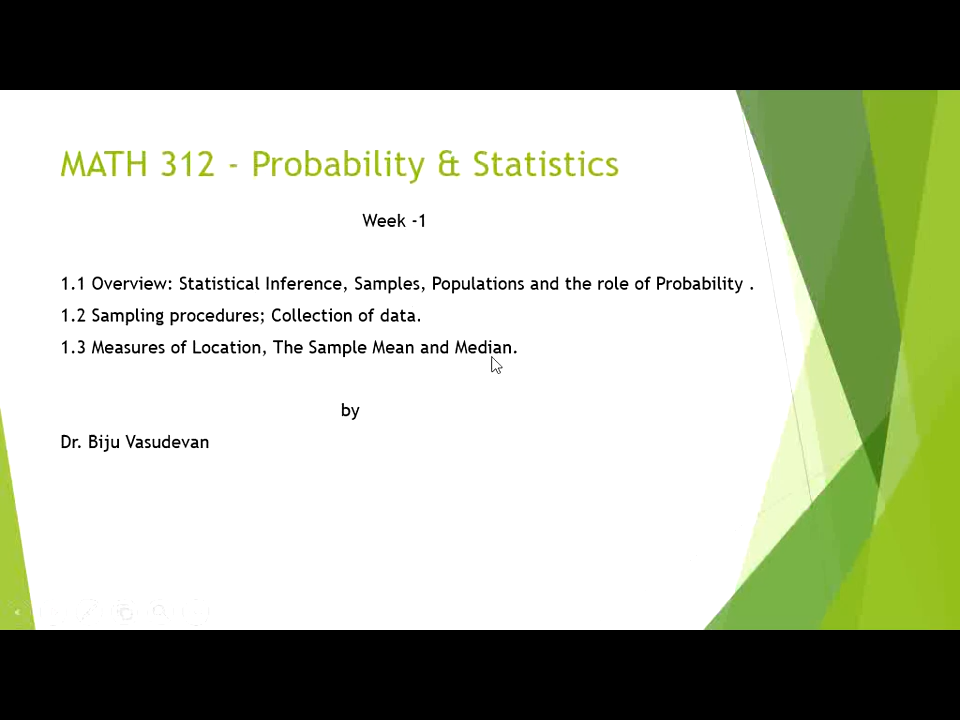 MATH 312 - Probability & Statistics
Week -1
1.1 Overview: Statistical Inference, Samples, Populations and the role of Probability .
1.2 Sampling procedures; Collection of data.
1.3 Measures of Location, The Sample Mean and Median.
by
Dr. Biju Vasudevan